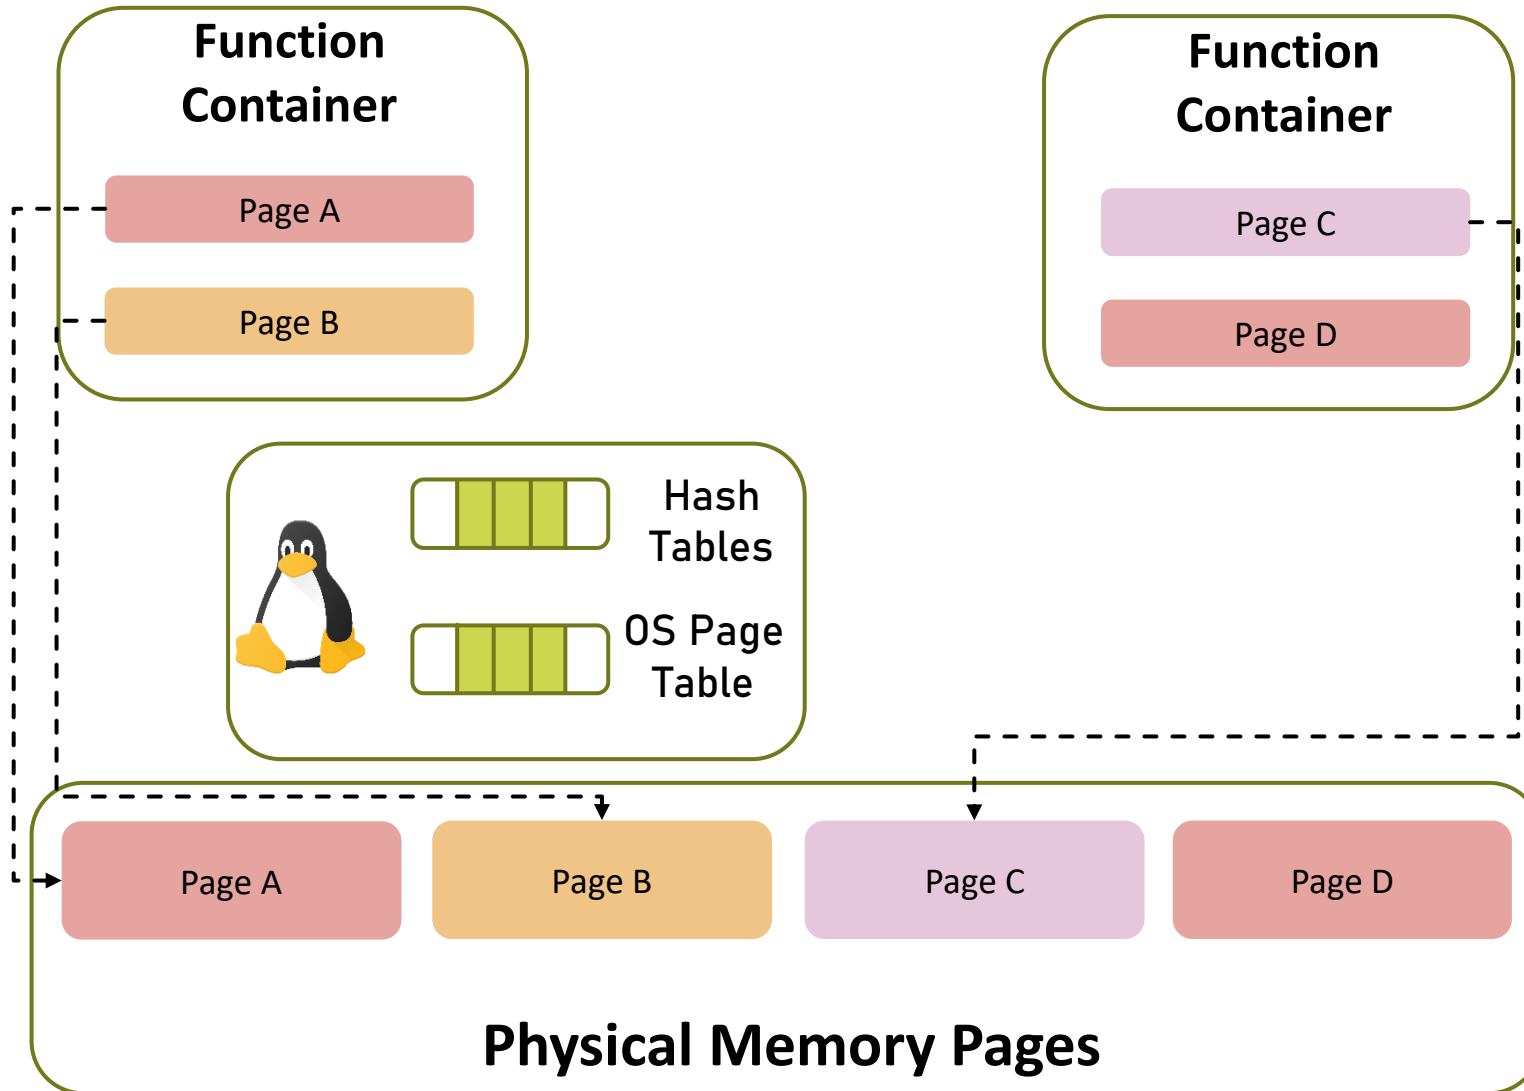 Function
Container
Page A
Page B
Function
Container
Page C
Page D
Hash
Tables
OS Page
Table
Page A
Page B
Page C
Page D
Physical Memory Pages